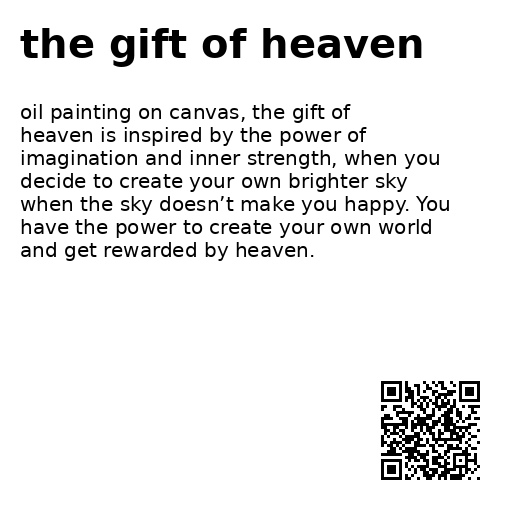 the gift of heaven
oil painting on canvas, the gift of
heaven is inspired by the power of
imagination and inner strength, when you
decide to create your own brighter sky
when the sky doesn’t make you happy. You
have the power to create your own world
and get rewarded by heaven.